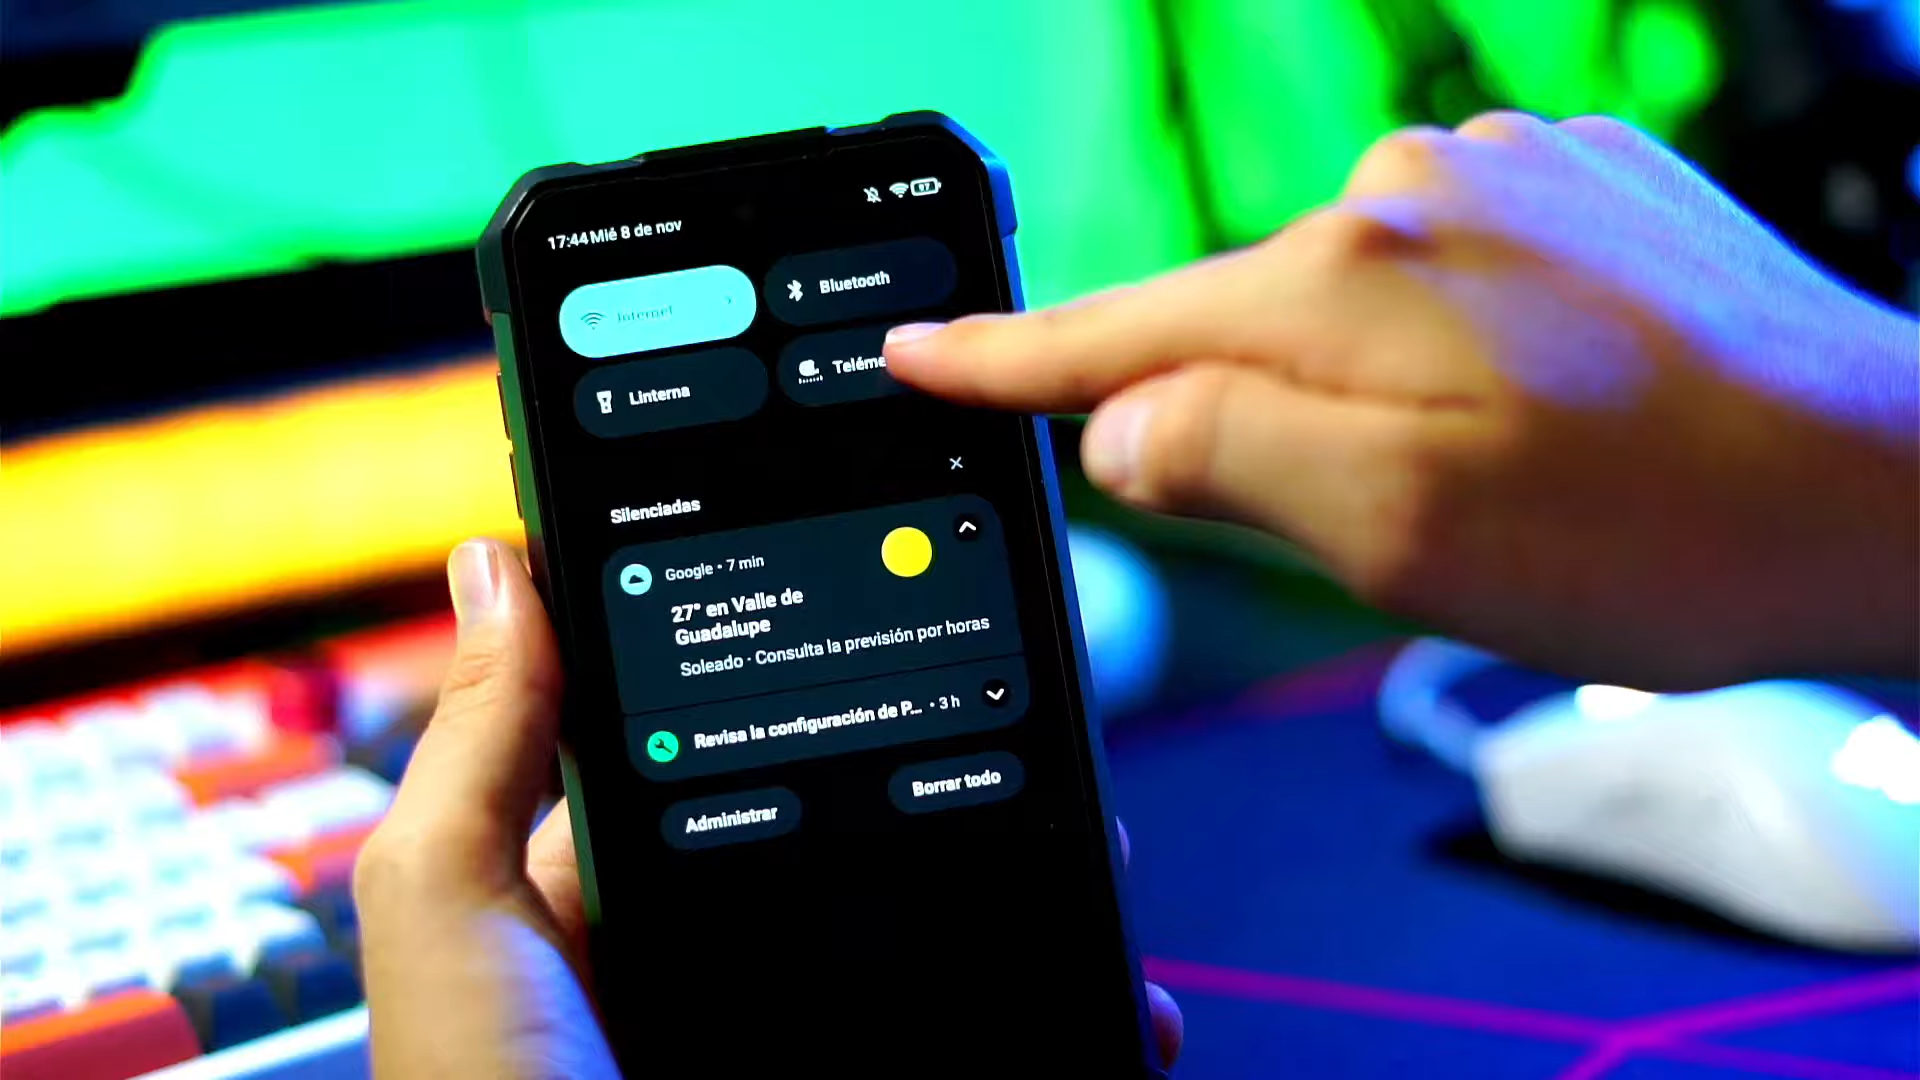 17:44 Mié 8 de nov
97
Internet
Bluetooth
Linterna
Teléme
Silenciadas
Google • 7 min
27° en Valle de
Guadalupe
Soleado · Consulta la previsión por horas
Revisa la configuración de P... • 3 h
Administrar
Borrar todo